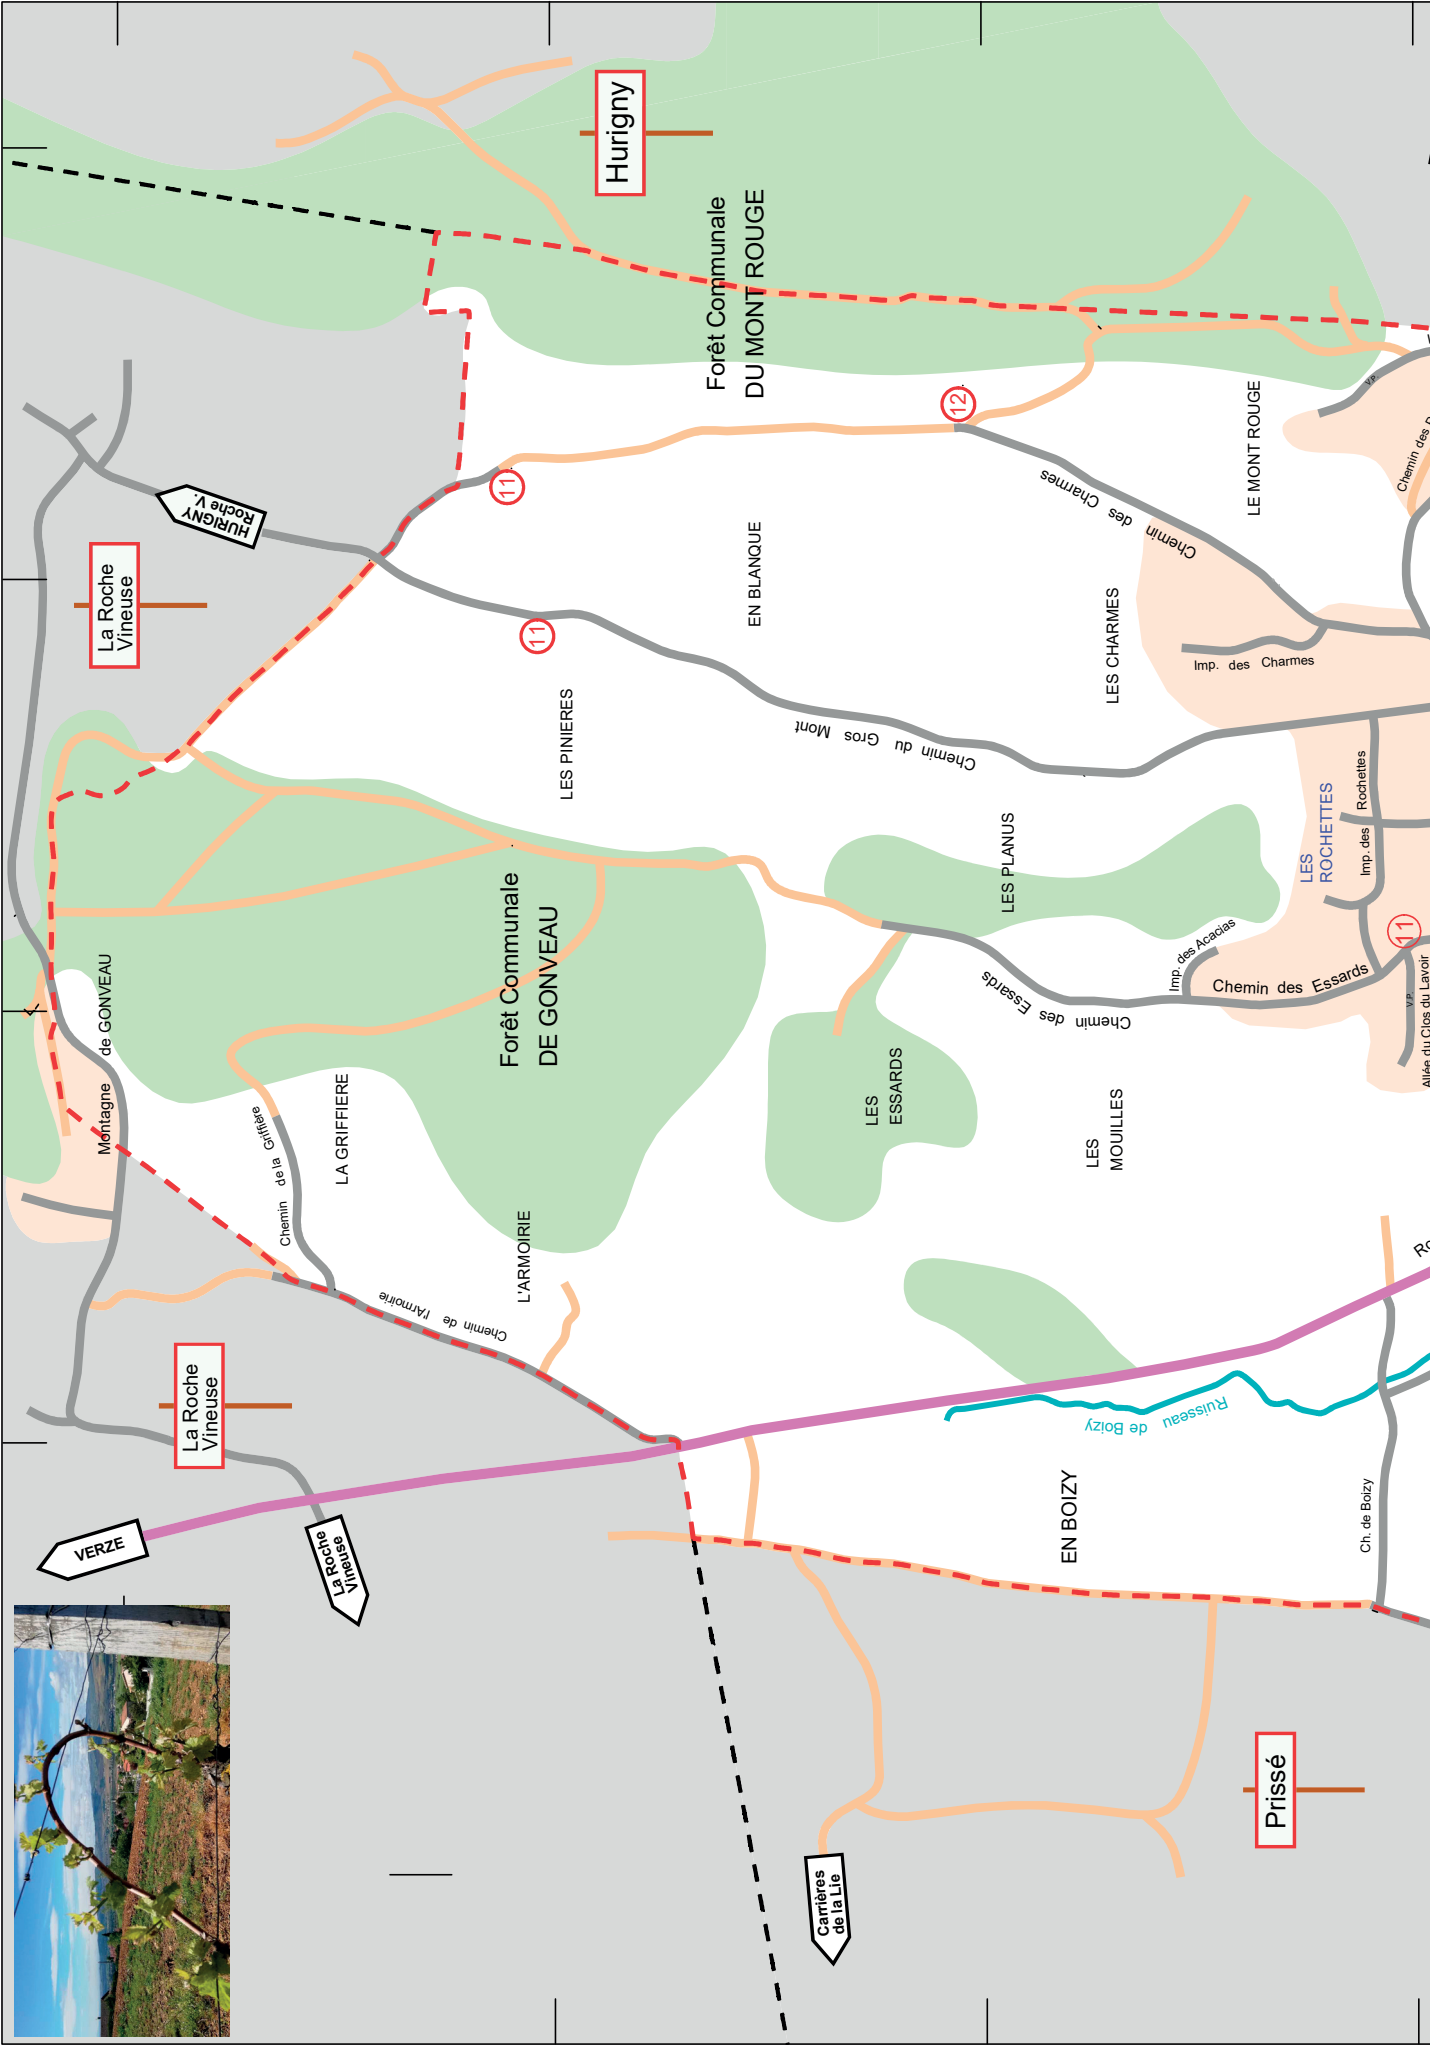 VERZE
La Roche
Vineuse
La Roche
Vineuse
Montagne de GONVEAU
La Roche
Vineuse
HURIGNY
Roche V.
Hurigny
Chemin de la Griffière
LA GRIFFIERE
Chemin de l'Armoirie
L'ARMOIRIE
Forêt Communale
DE GONVEAU
LES PINIERES
11
11
Forêt Communale
DU MONT ROUGE
EN BLANQUE
12
Chemin des Charmes
LE MONT ROUGE
V.P.
Chemin des
LES CHARMES
Imp. des Charmes
Chemin du Gros Mont
LES PLANUS
LES
ROCHETTES
Imp. des Rochettes
Imp. des Acacias
Chemin des Essards
Chemin des Essards
11
V.P.
Allée du Clos du Lavoir
LES
ESSARDS
LES
MOUILLES
Ruisseau
de Boizy
EN BOIZY
Ch. de Boizy
Carrières
de la Lie
Prissé